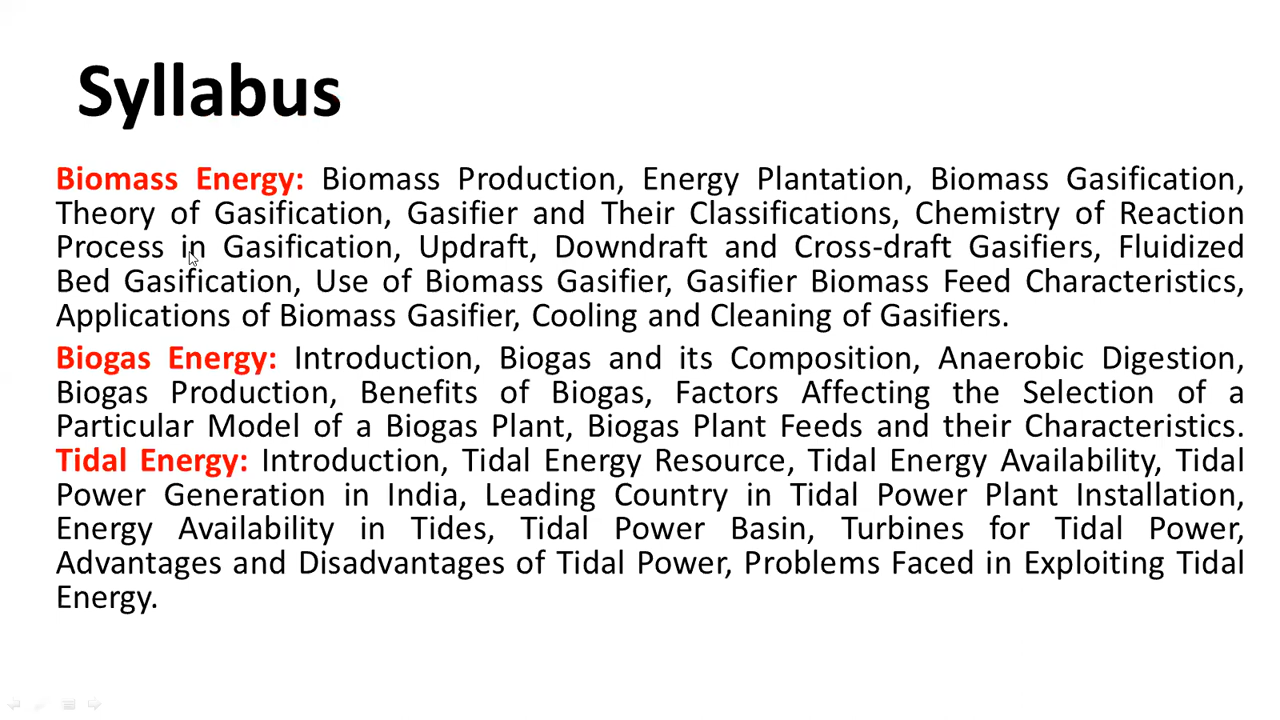 Syllabus
Biomass Energy: Biomass Production, Energy Plantation, Biomass Gasification,
Theory of Gasification, Gasifier and Their Classifications, Chemistry of Reaction
Process in Gasification, Updraft, Downdraft and Cross-draft Gasifiers, Fluidized
Bed Gasification, Use of Biomass Gasifier, Gasifier Biomass Feed Characteristics,
Applications of Biomass Gasifier, Cooling and Cleaning of Gasifiers.
Biogas Energy: Introduction, Biogas and its Composition, Anaerobic Digestion,
Biogas Production, Benefits of Biogas, Factors Affecting the Selection of a
Particular Model of a Biogas Plant, Biogas Plant Feeds and their Characteristics.
Tidal Energy: Introduction, Tidal Energy Resource, Tidal Energy Availability, Tidal
Power Generation in India, Leading Country in Tidal Power Plant Installation,
Energy Availability in Tides, Tidal Power Basin, Turbines for Tidal Power,
Advantages and Disadvantages of Tidal Power, Problems Faced in Exploiting Tidal
Energy.